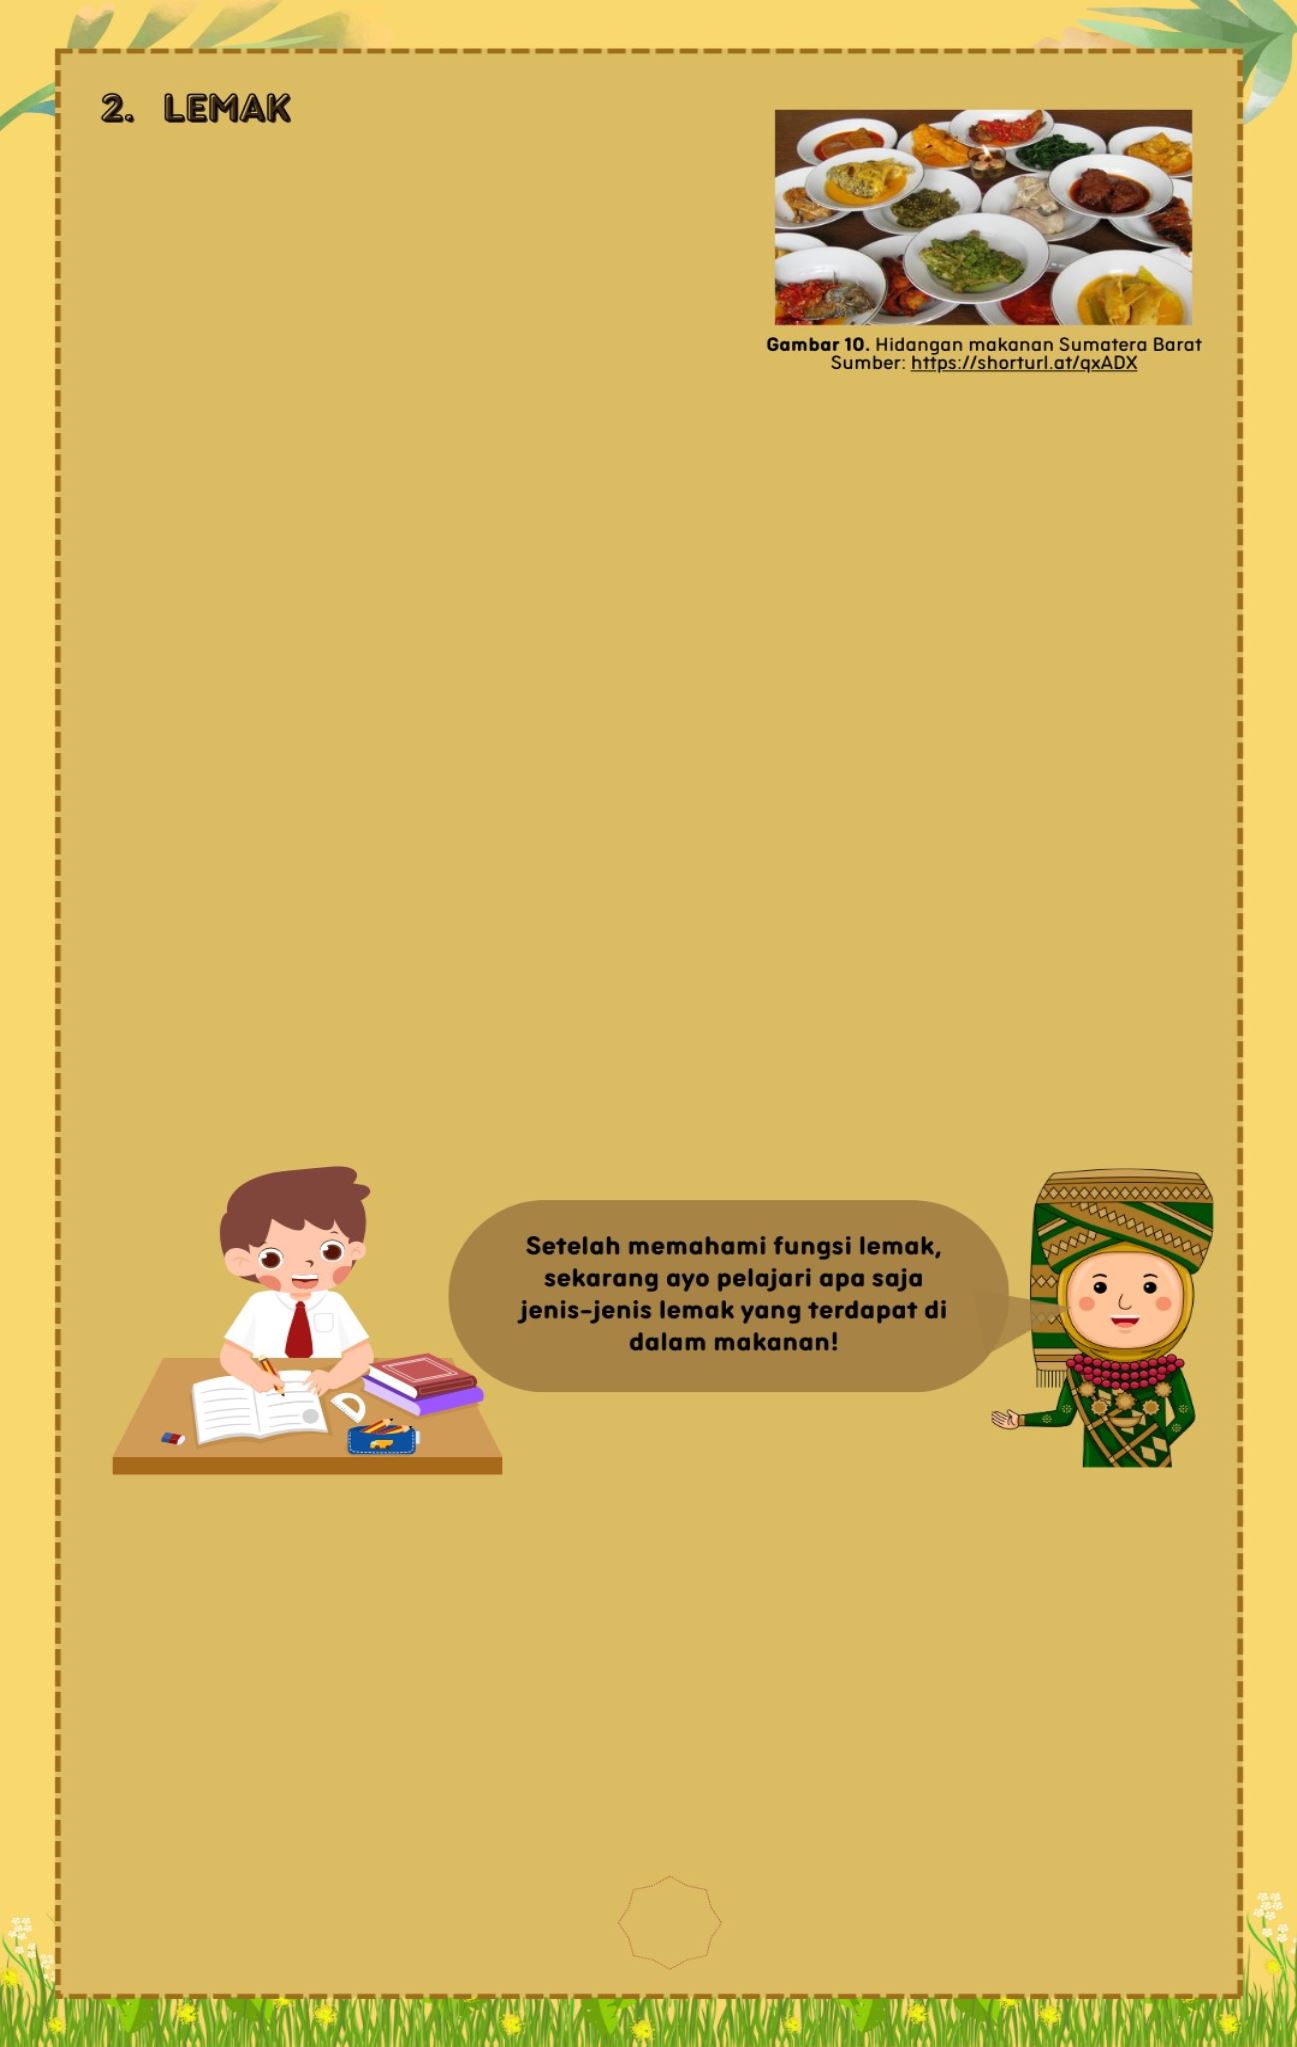 2. LEMAK
Gambar 10. Hidangan makanan Sumatera Barat
Sumber: https://shorturl.at/qxADX
Setelah memahami fungsi lemak,
sekarang ayo pelajari apa saja
jenis-jenis lemak yang terdapat di
dalam makanan!